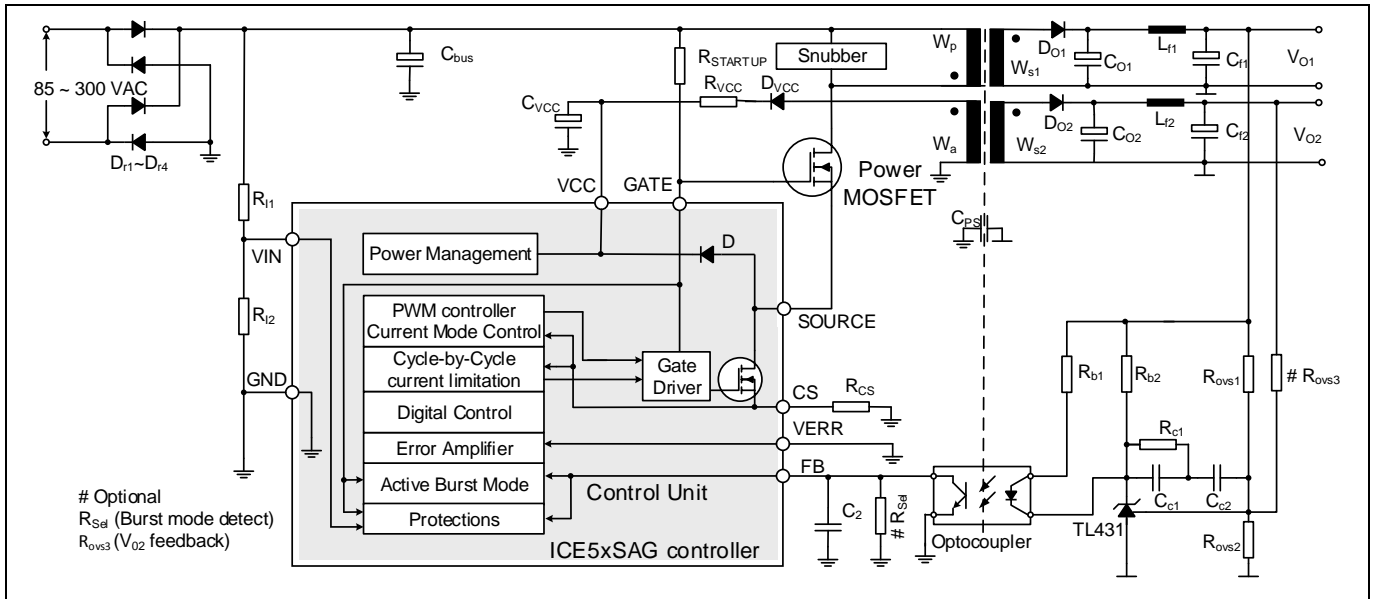 85 ~ 300 VAC
Dr1~Dr4
Cbus
RSTARTUP
Snubber
Wp
Ws1
DO1
CO1
Lf1
Cf1
VO1
CVCC
RVCC
DVCC
Wa
Ws2
DO2
CO2
Lf2
Cf2
VO2
Power
MOSFET
CPS
VCC
GATE
RI1
VIN
RI2
GND
Power Management
D
SOURCE
PWM controller
Current Mode Control
Cycle-by-Cycle
current limitation
Digital Control
Error Amplifier
Active Burst Mode
Protections
Gate
Driver
CS
RCS
VERR
FB
Control Unit
ICE5xSAG controller
C2
# RSel
Optocoupler
Rb1
Rb2
Rovs1
# Rovs3
Rc1
Cc1
Cc2
TL431
Rovs2
# Optional
RSel (Burst mode detect)
Rovs3 (V02 feedback)